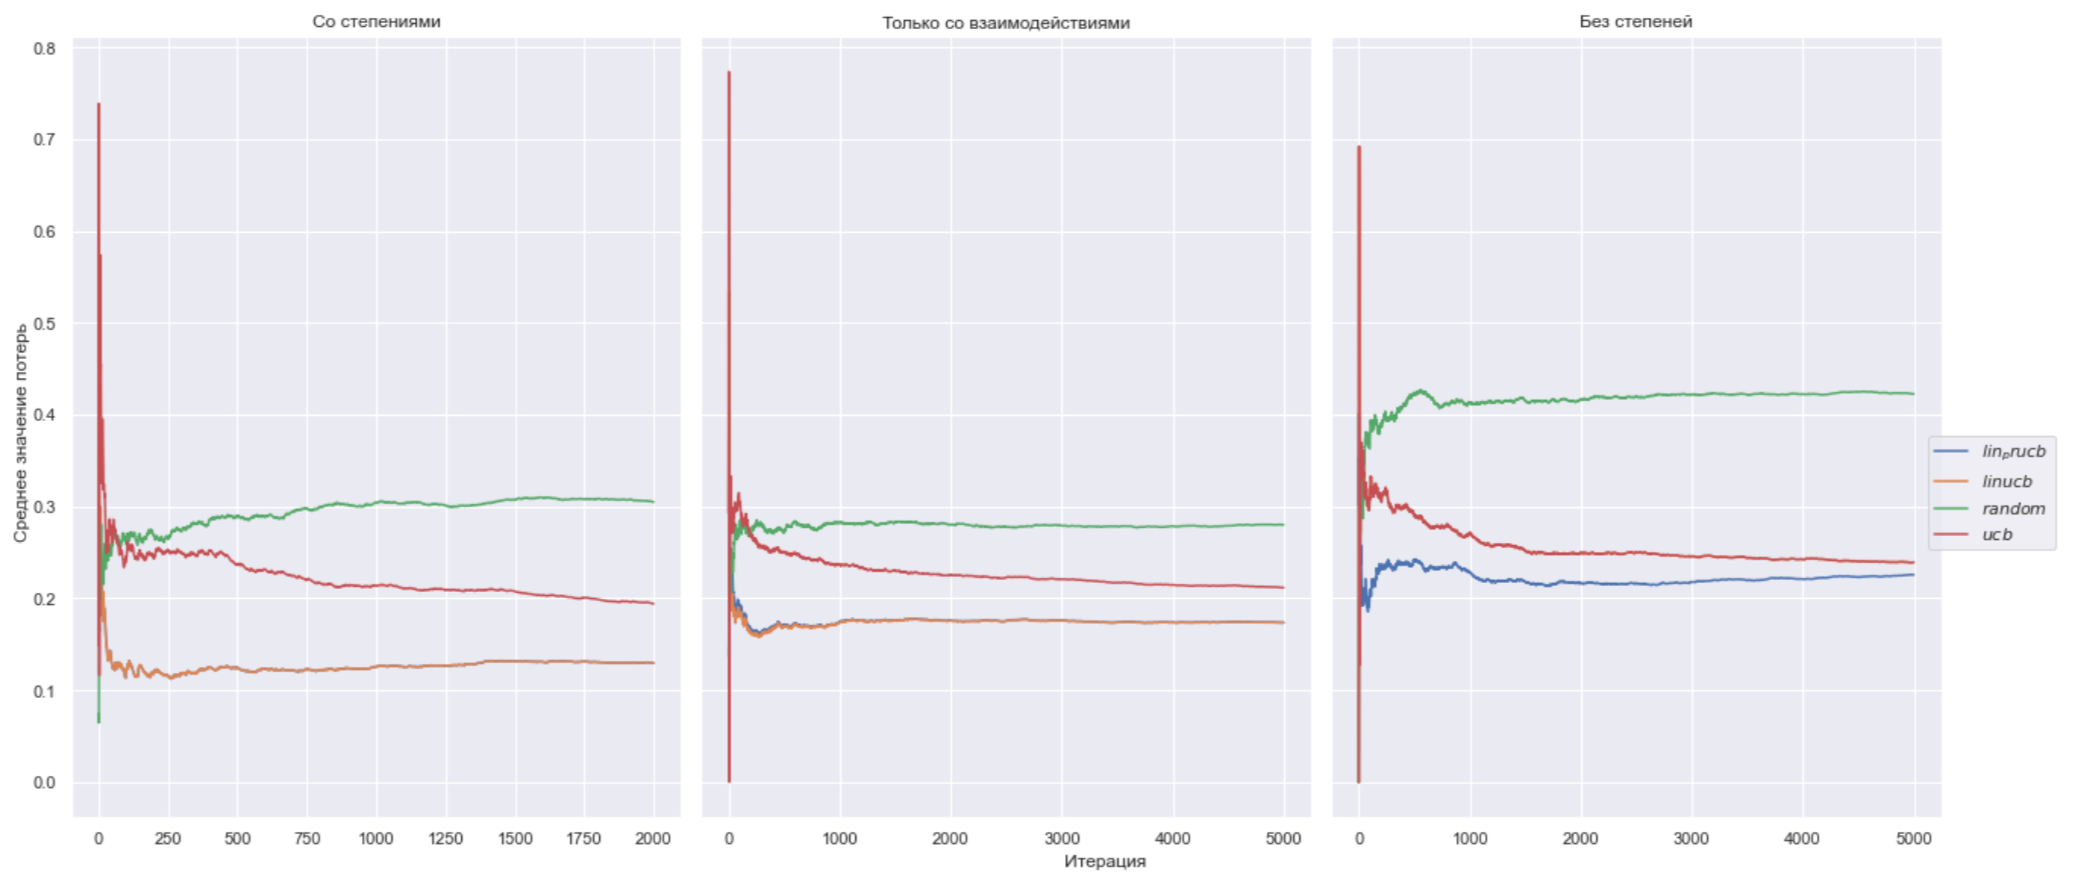 Со степениями
Только со взаимодействиями
Без степеней
Среднее значение потерь
0.8
0.7
0.6
0.5
0.4
0.3
0.2
0.1
0.0
0 250 500 750 1000 1250 1500 1750 2000
0 1000 2000 3000 4000 5000
0 1000 2000 3000 4000 5000
Итерация
linₚrucb
linucb
random
ucb